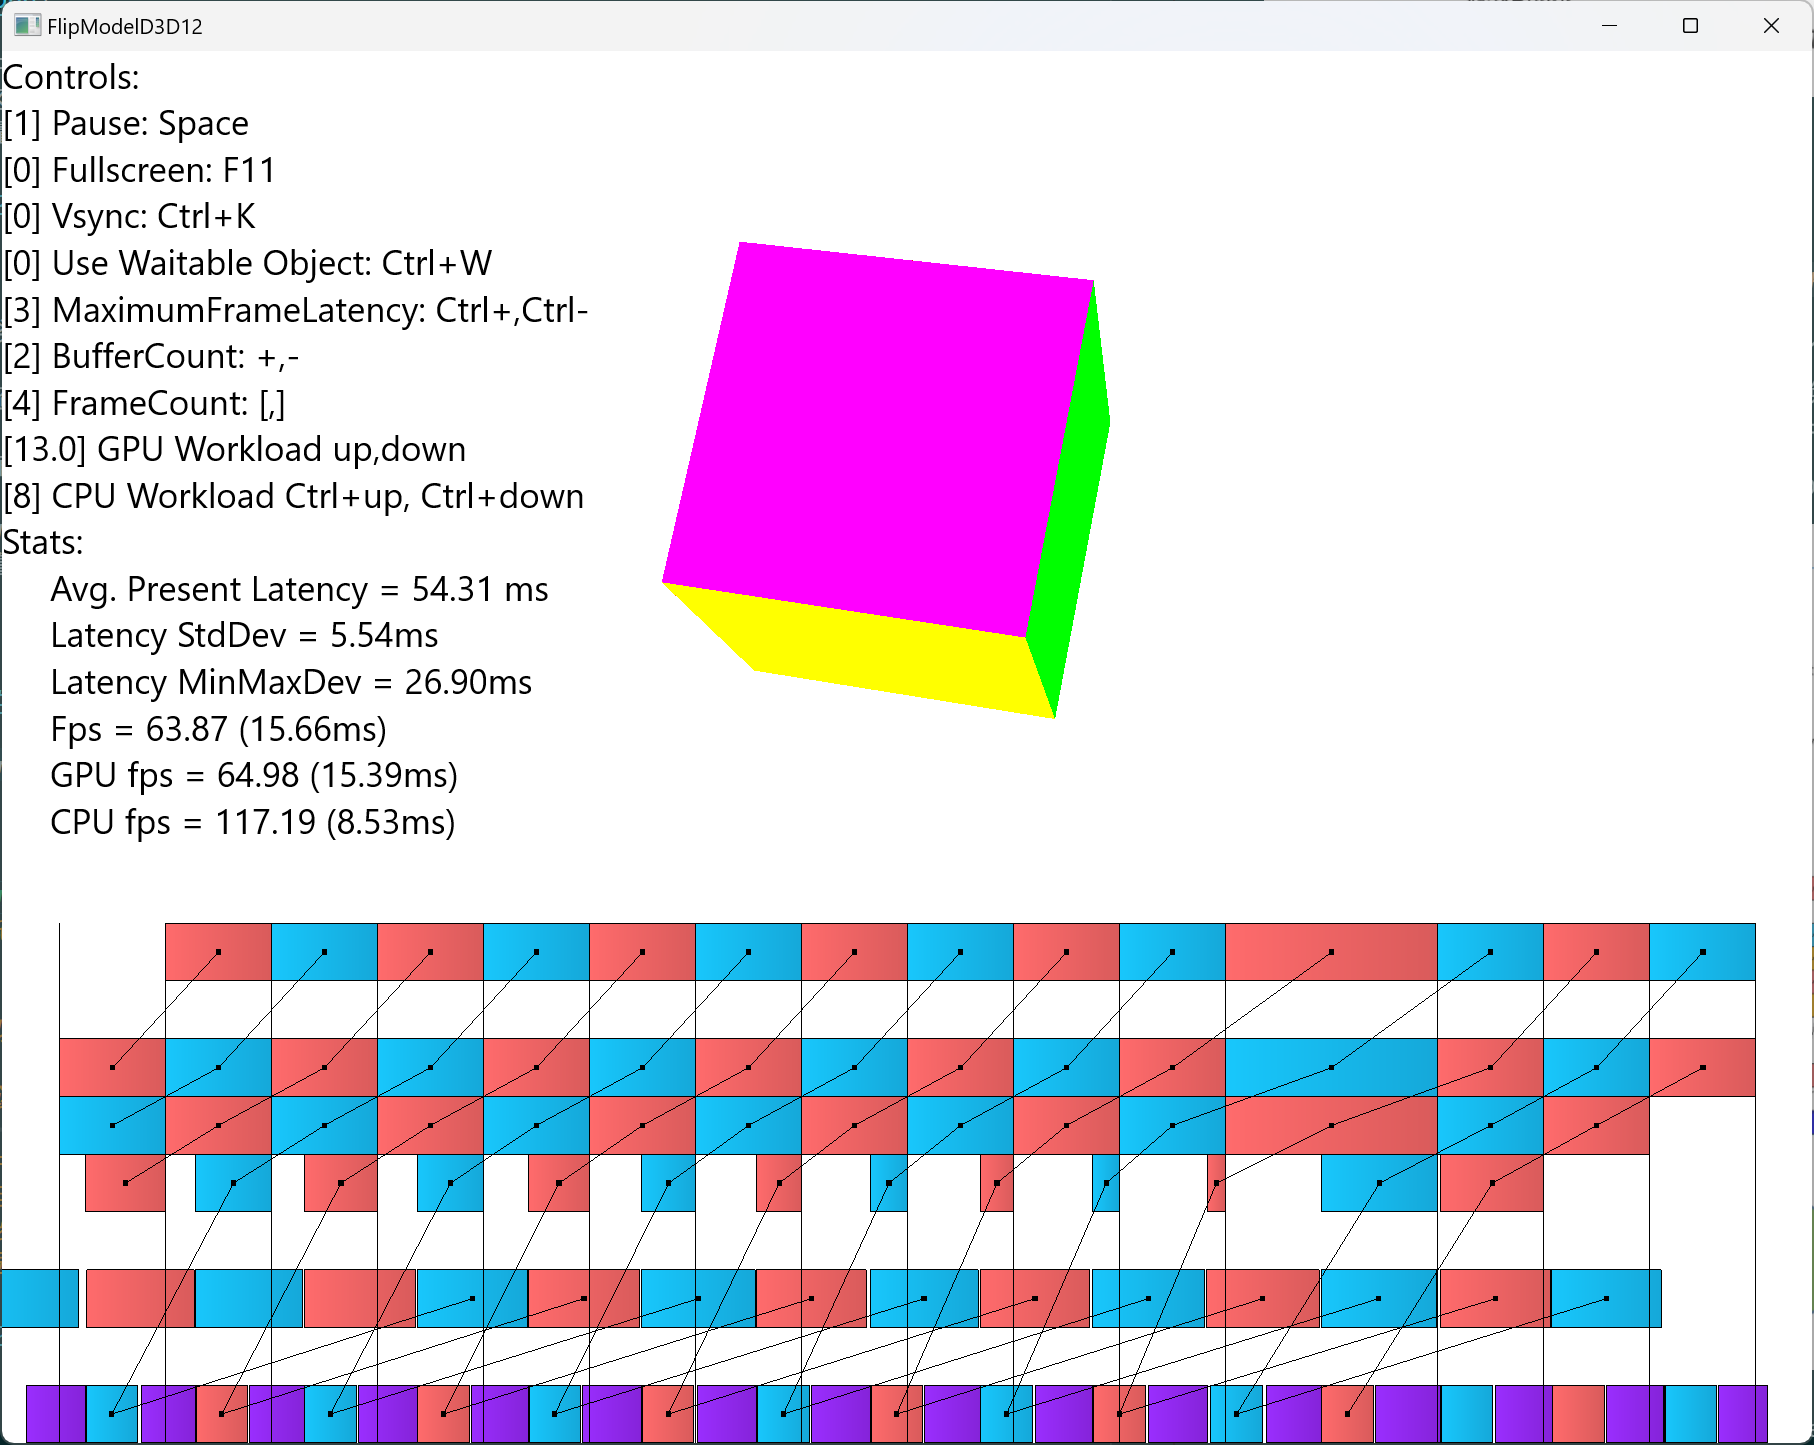 FlipModelD3D12
Controls:
[1] Pause: Space
[0] Fullscreen: F11
[0] Vsync: Ctrl+K
[0] Use Waitable Object: Ctrl+W
[3] MaximumFrameLatency: Ctrl+,Ctrl-
[2] BufferCount: +,-
[4] FrameCount: [,]
[13.0] GPU Workload up,down
[8] CPU Workload Ctrl+up, Ctrl+down
Stats:
Avg. Present Latency = 54.31 ms
Latency StdDev = 5.54ms
Latency MinMaxDev = 26.90ms
Fps = 63.87 (15.66ms)
GPU fps = 64.98 (15.39ms)
CPU fps = 117.19 (8.53ms)